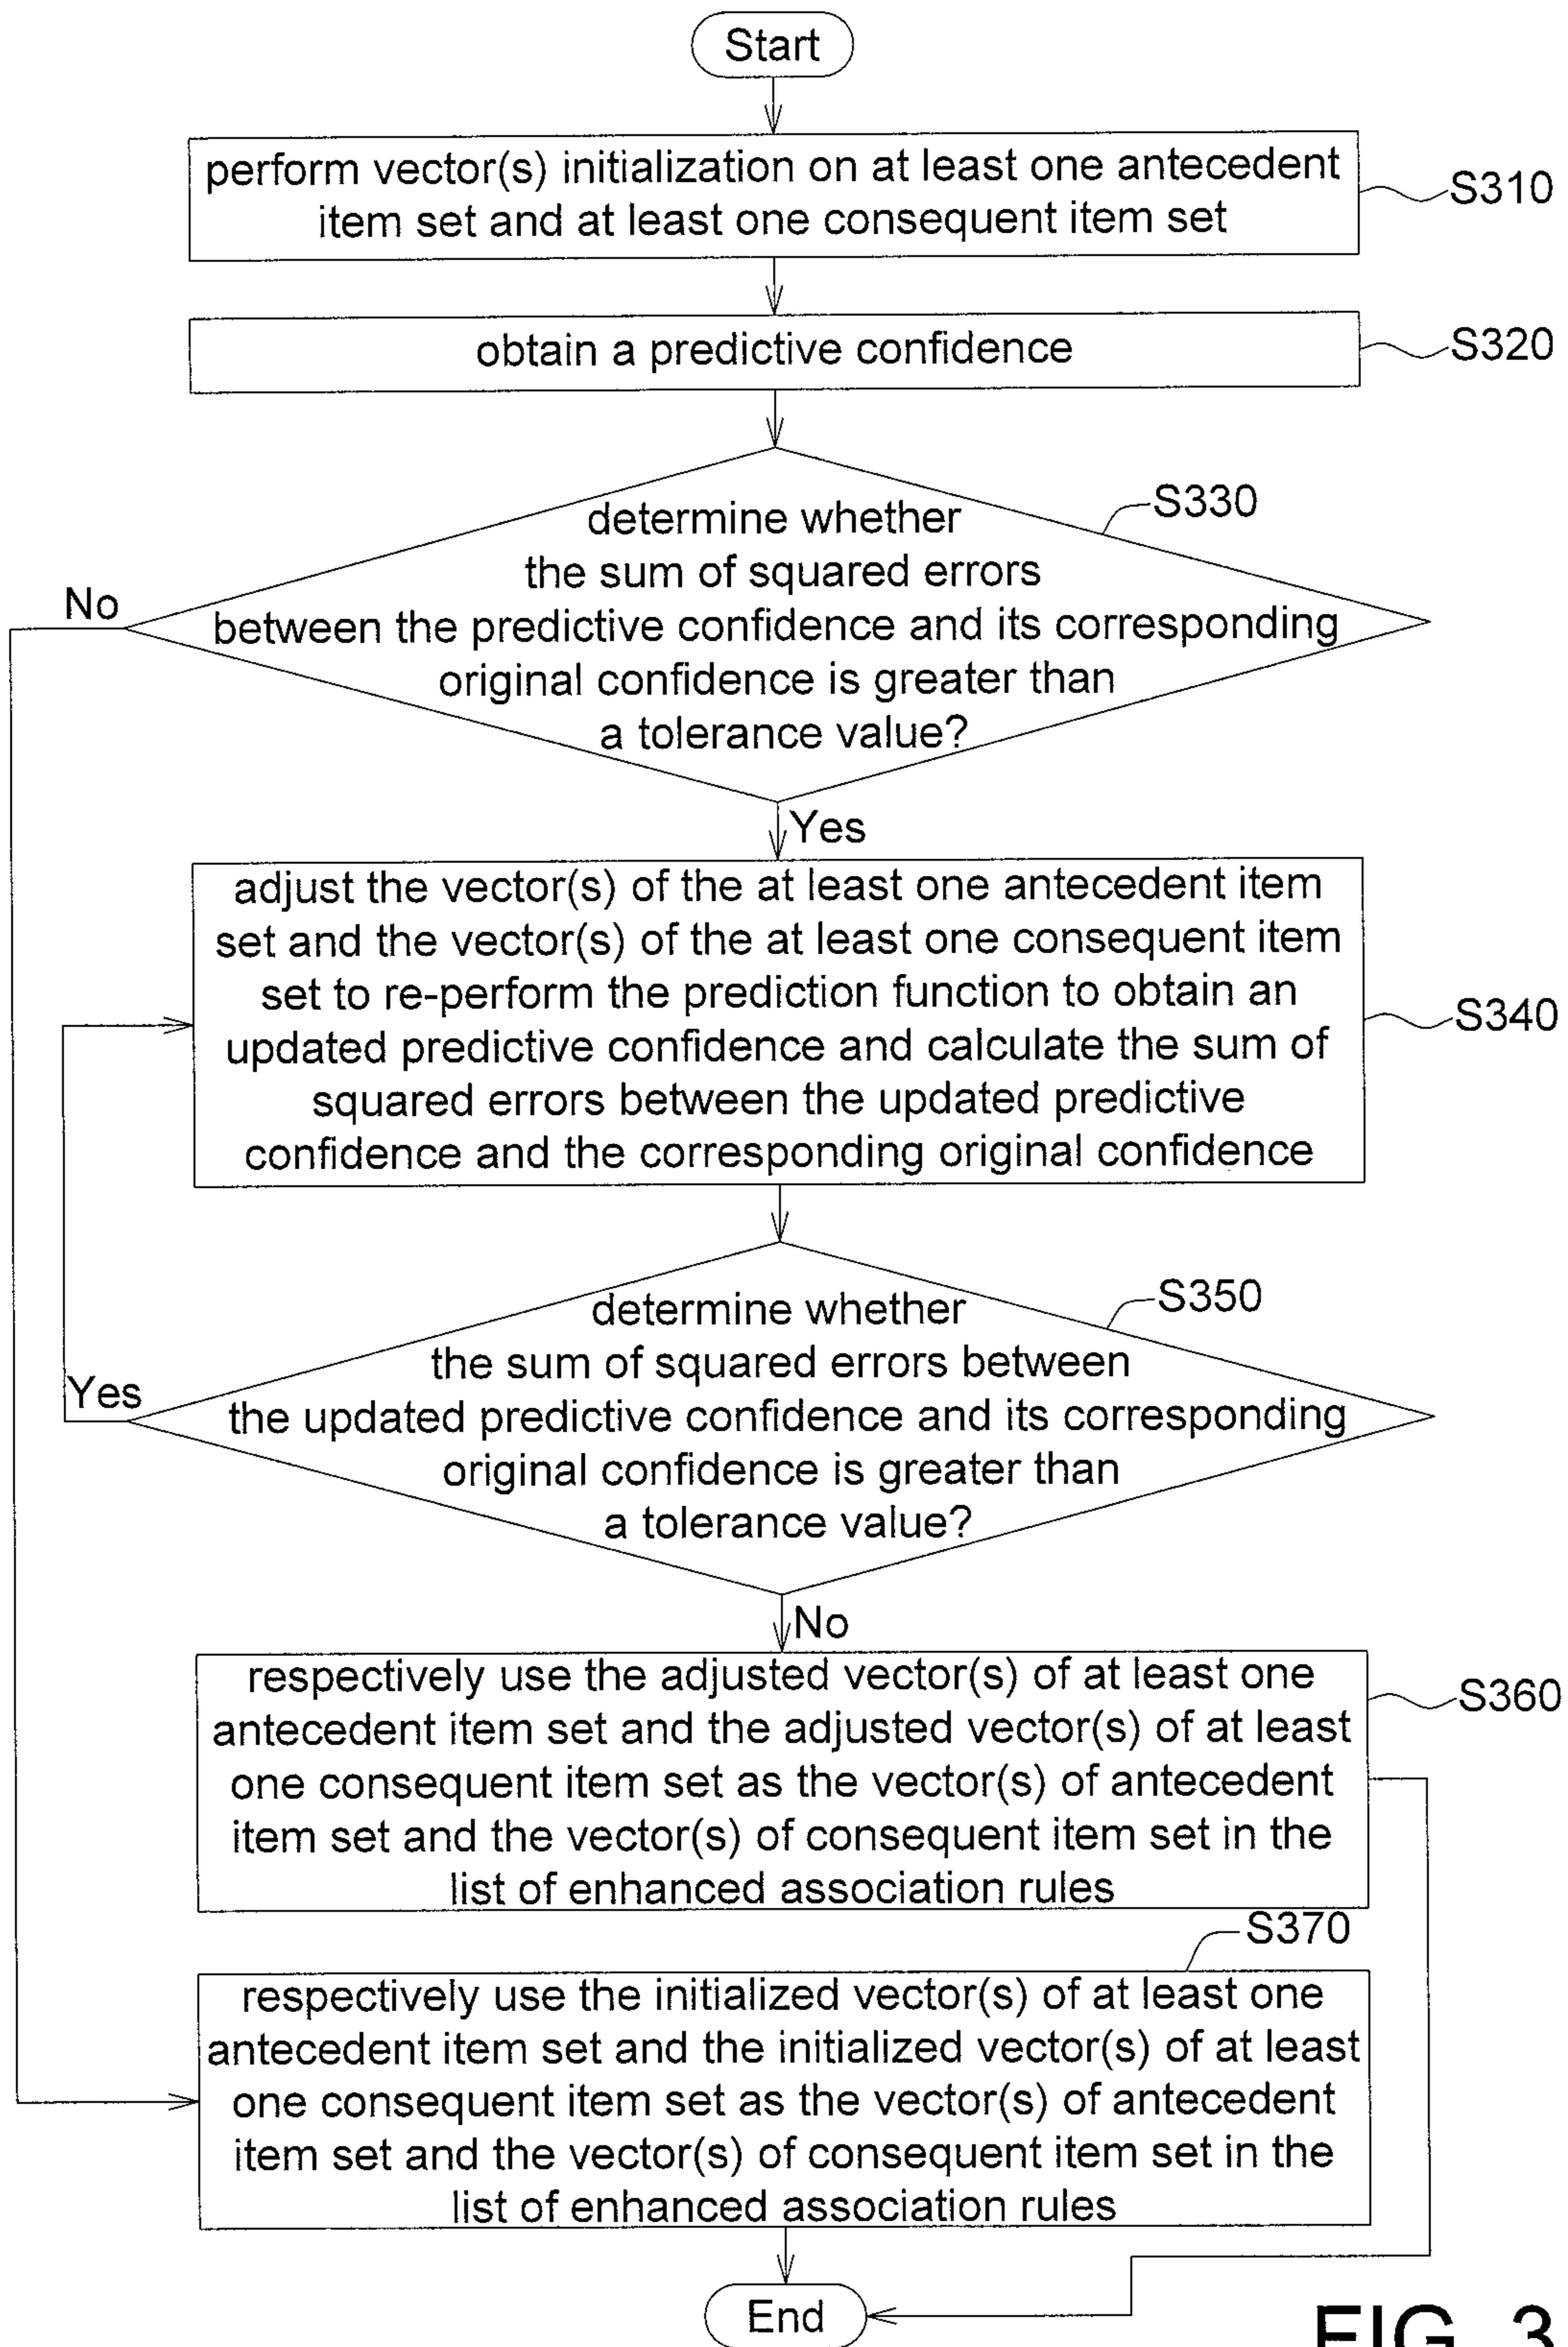 Start
perform vector(s) initialization on at least one antecedent
item set and at least one consequent item set
S310
obtain a predictive confidence
S320
S330
determine whether
the sum of squared errors
between the predictive confidence and its corresponding
original confidence is greater than
a tolerance value?
No
Yes
adjust the vector(s) of the at least one antecedent item
set and the vector(s) of the at least one consequent item
set to re-perform the prediction function to obtain an
updated predictive confidence and calculate the sum of
squared errors between the updated predictive
confidence and the corresponding original confidence
S340
S350
determine whether
the sum of squared errors between
the updated predictive confidence and its corresponding
original confidence is greater than
a tolerance value?
Yes
No
respectively use the adjusted vector(s) of at least one
antecedent item set and the adjusted vector(s) of at least
one consequent item set as the vector(s) of antecedent
item set and the vector(s) of consequent item set in the
list of enhanced association rules
S360
S370
respectively use the initialized vector(s) of at least one
antecedent item set and the initialized vector(s) of at least
one consequent item set as the vector(s) of antecedent
item set and the vector(s) of consequent item set in the
list of enhanced association rules
End
FIG. 3